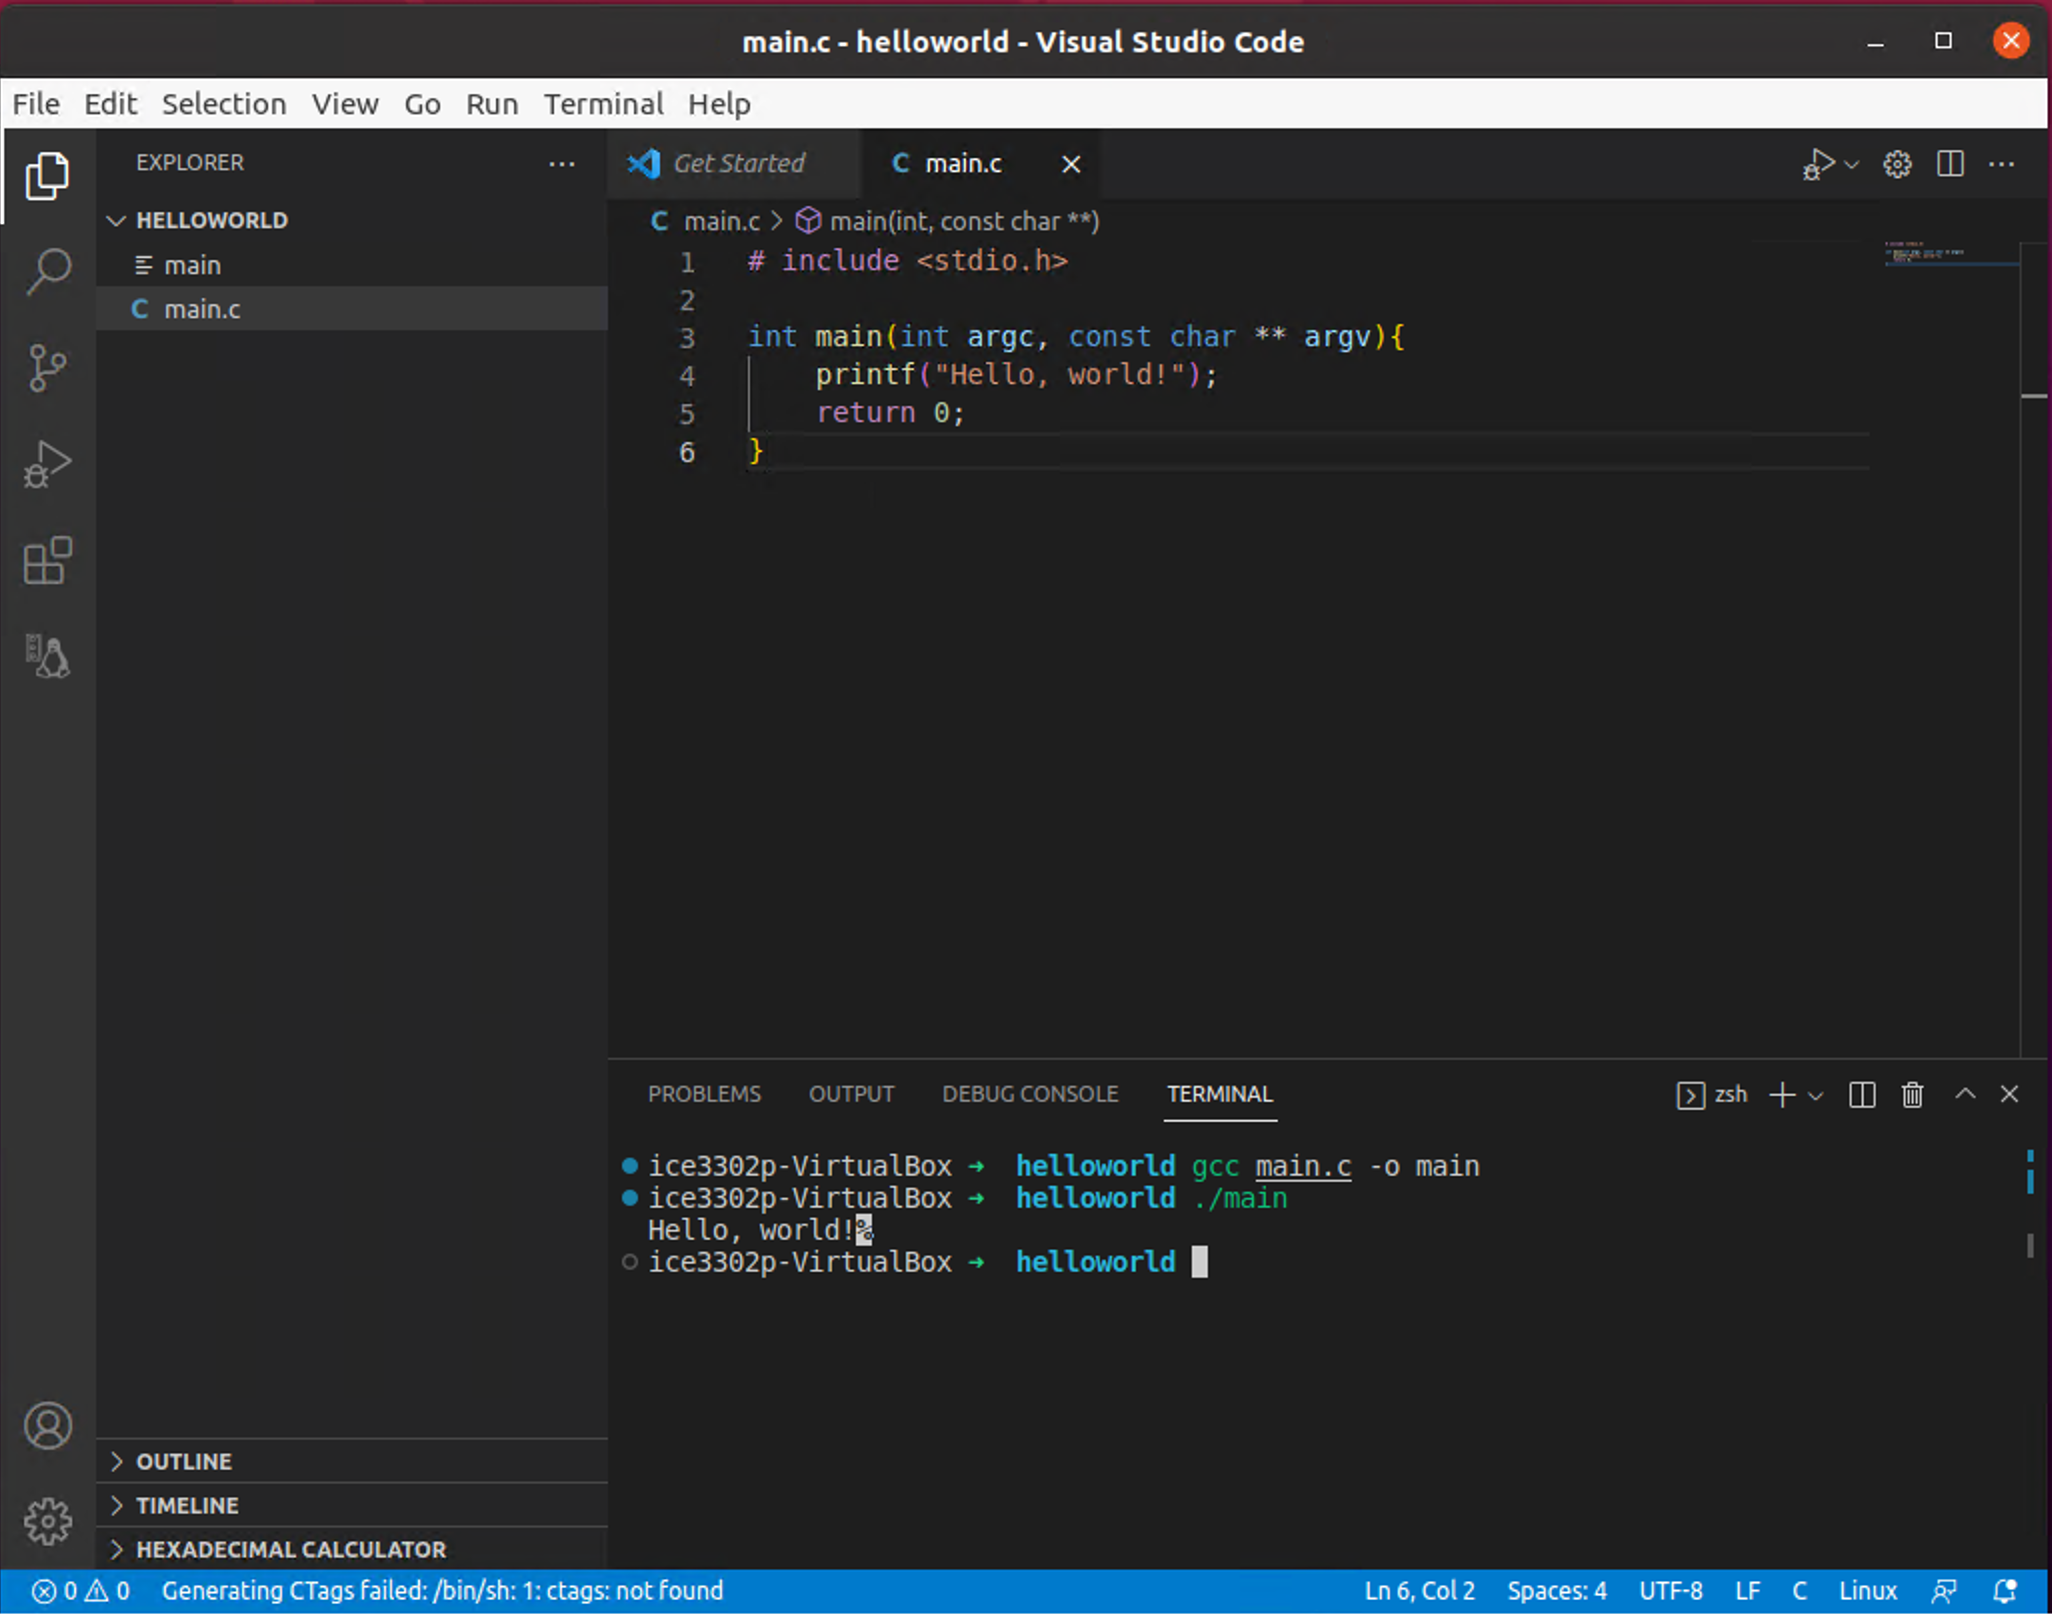 main.c - helloworld - Visual Studio Code
File Edit Selection View Go Run Terminal Help
EXPLORER
HELLOWORLD
main
C main.c
Get Started
C main.c
C main.c > main(int, const char **)
1 # include <stdio.h>
2
3 int main(int argc, const char ** argv){
4 printf("Hello, world!");
5 return 0;
6 }
PROBLEMS OUTPUT DEBUG CONSOLE TERMINAL
zsh
ice3302p-VirtualBox ➜ helloworld gcc main.c -o main
ice3302p-VirtualBox ➜ helloworld ./main
Hello, world!%
ice3302p-VirtualBox ➜ helloworld
OUTLINE
TIMELINE
HEXADECIMAL CALCULATOR
0 0 Generating CTags failed: /bin/sh: 1: ctags: not found
Ln 6, Col 2 Spaces: 4 UTF-8 LF C Linux